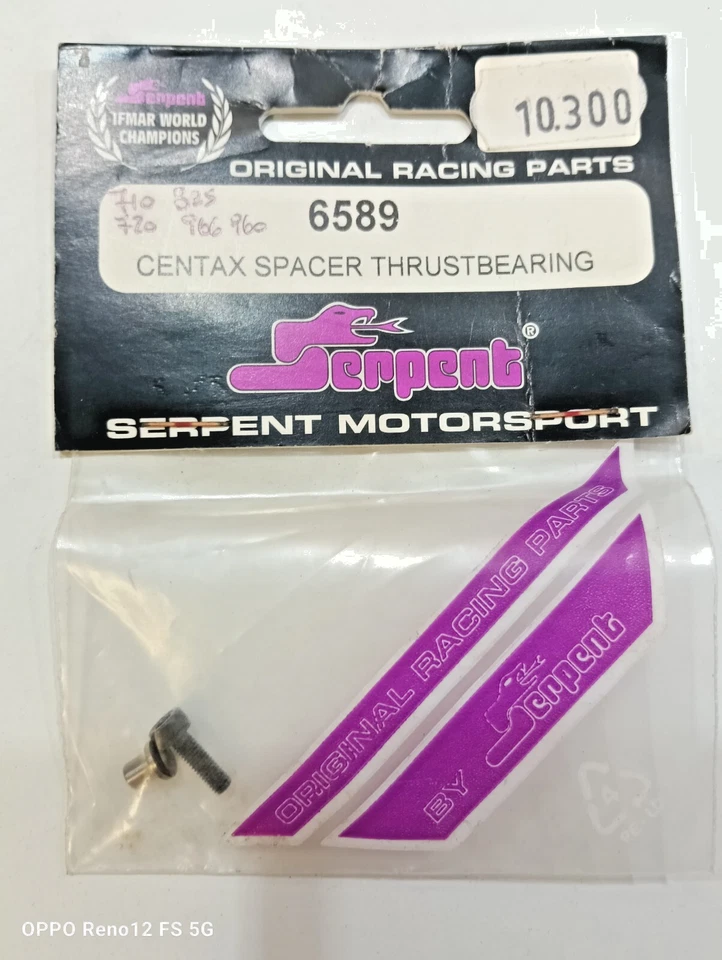 Serpent
IFMAR WORLD
CHAMPIONS
10.300
ORIGINAL RACING PARTS
710 835
720 966 960
6589
CENTAX SPACER THRUSTBEARING
Serpent®
SERPENT MOTORSPORT
ORIGINAL RACING PARTS
BY Serpent
OPPO Reno12 FS 5G